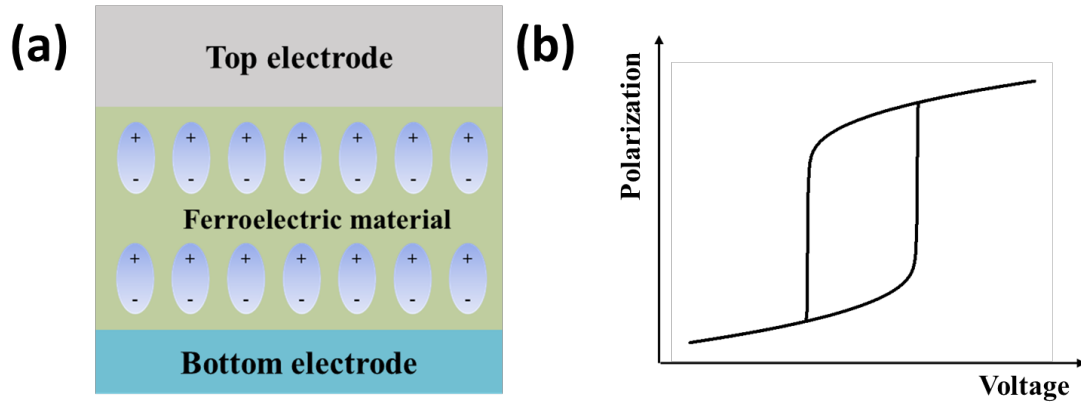 (a)
Top electrode
+ + + + + + +
- - - - - - -
Ferroelectric material
+ + + + + + +
- - - - - - -
Bottom electrode
(b)
Polarization
Voltage